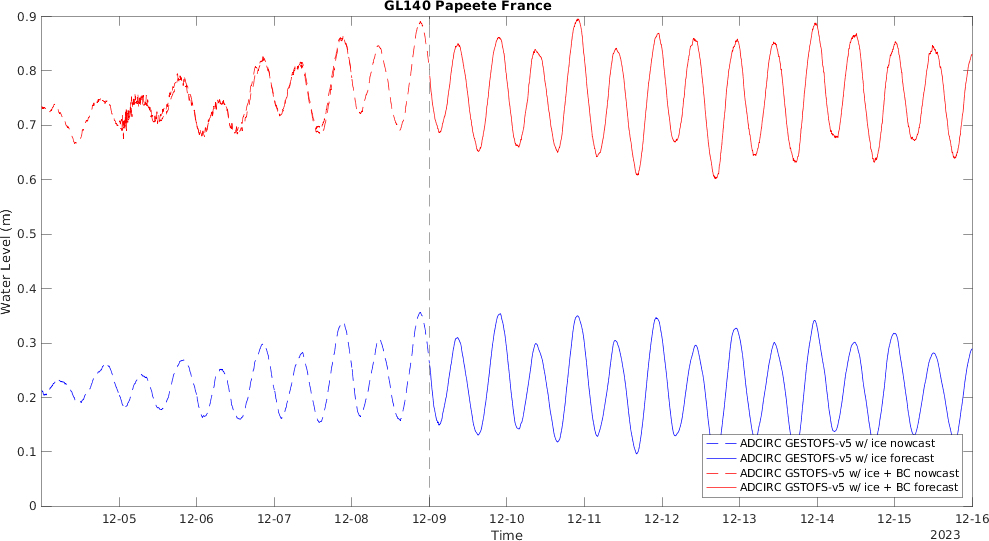 GL140 Papeete France
0.9
0.8
0.7
0.6
0.5
0.4
0.3
0.2
0.1
0
Water Level (m)
ADCIRC GESTOFS-v5 w/ ice nowcast
ADCIRC GESTOFS-v5 w/ ice forecast
ADCIRC GSTOFS-v5 w/ ice + BC nowcast
ADCIRC GSTOFS-v5 w/ ice + BC forecast
12-05 12-06 12-07 12-08 12-09 12-10 12-11 12-12 12-13 12-14 12-15 12-16
Time
2023